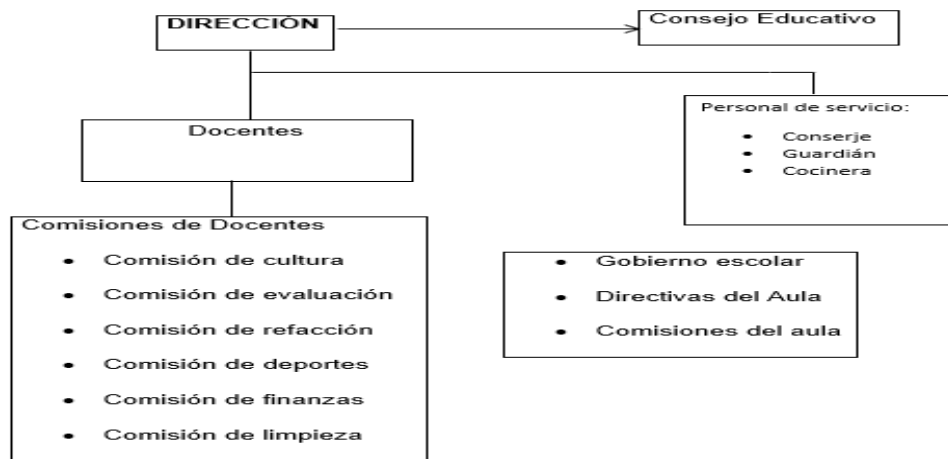 DIRECCIÓN
Consejo Educativo
Docentes
Personal de servicio:
• Conserje
• Guardián
• Cocinera
Comisiones de Docentes
• Comisión de cultura
• Comisión de evaluación
• Comisión de refacción
• Comisión de deportes
• Comisión de finanzas
• Comisión de limpieza
• Gobierno escolar
• Directivas del Aula
• Comisiones del aula